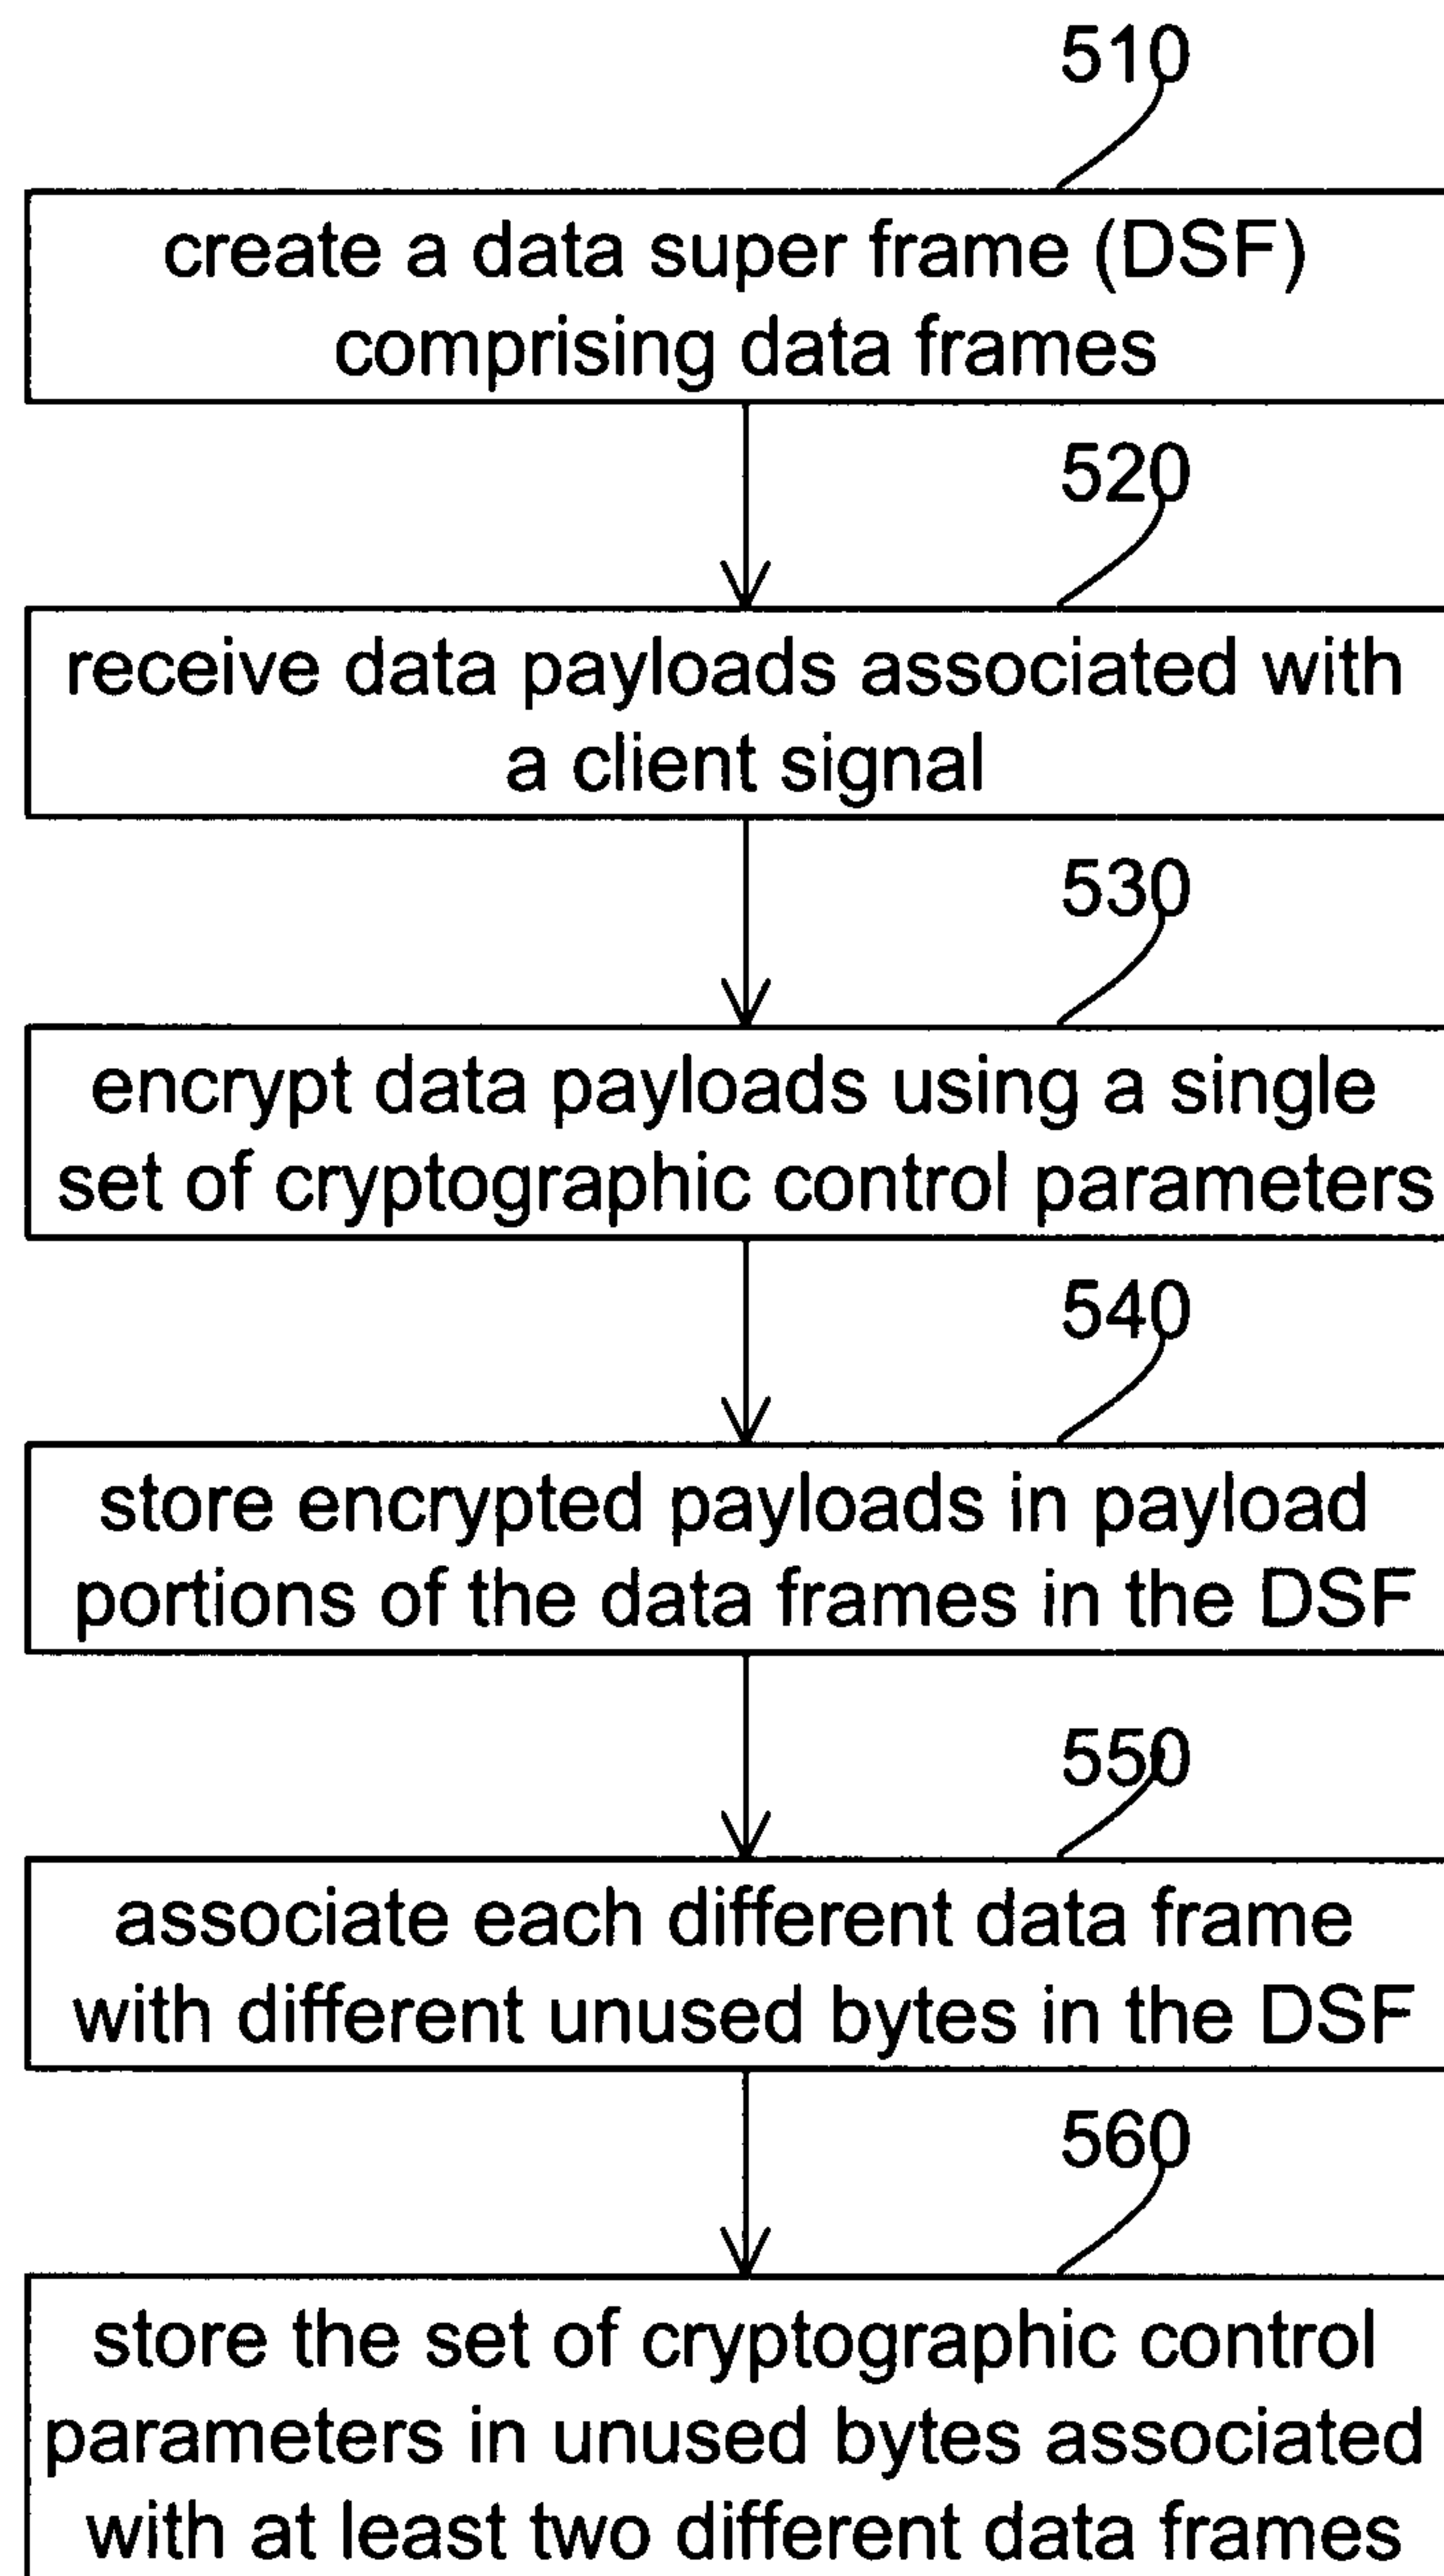 510
create a data super frame (DSF)
comprising data frames
520
receive data payloads associated with
a client signal
530
encrypt data payloads using a single
set of cryptographic control parameters
540
store encrypted payloads in payload
portions of the data frames in the DSF
550
associate each different data frame
with different unused bytes in the DSF
560
store the set of cryptographic control
parameters in unused bytes associated
with at least two different data frames